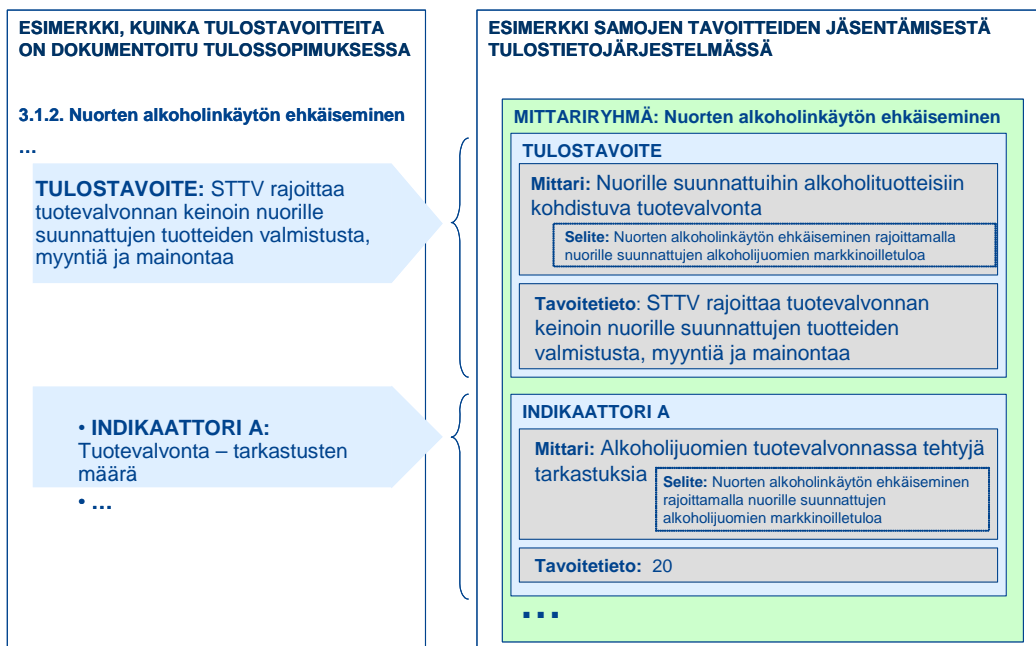 ESIMERKKI, KUINKA TULOSTAVOITTEITA
ON DOKUMENTOITU TULOSSOPIMUKSESSA
3.1.2. Nuorten alkoholinkäytön ehkäiseminen
…
TULOSTAVOITE: STTV rajoittaa
tuotevalvonnan keinoin nuorille
suunnattujen tuotteiden valmistusta,
myyntiä ja mainontaa
• INDIKAATTORI A:
Tuotevalvonta – tarkastusten
määrä
• …
ESIMERKKI SAMOJEN TAVOITTEIDEN JÄSENTÄMISESTÄ
TULOSTIETOJÄRJESTELMÄSSÄ
MITTARIRYHMÄ: Nuorten alkoholinkäytön ehkäiseminen
TULOSTAVOITE
Mittari: Nuorille suunnattuihin alkoholituotteisiin
kohdistuva tuotevalvonta
Selite: Nuorten alkoholinkäytön ehkäiseminen rajoittamalla
nuorille suunnattujen alkoholijuomien markkinoilletuloa
Tavoitetieto: STTV rajoittaa tuotevalvonnan
keinoin nuorille suunnattujen tuotteiden
valmistusta, myyntiä ja mainontaa
INDIKAATTORI A
Mittari: Alkoholijuomien tuotevalvonnassa tehtyjä
tarkastuksia
Selite: Nuorten alkoholinkäytön ehkäiseminen
rajoittamalla nuorille suunnattujen
alkoholijuomien markkinoilletuloa
Tavoitetieto: 20
…